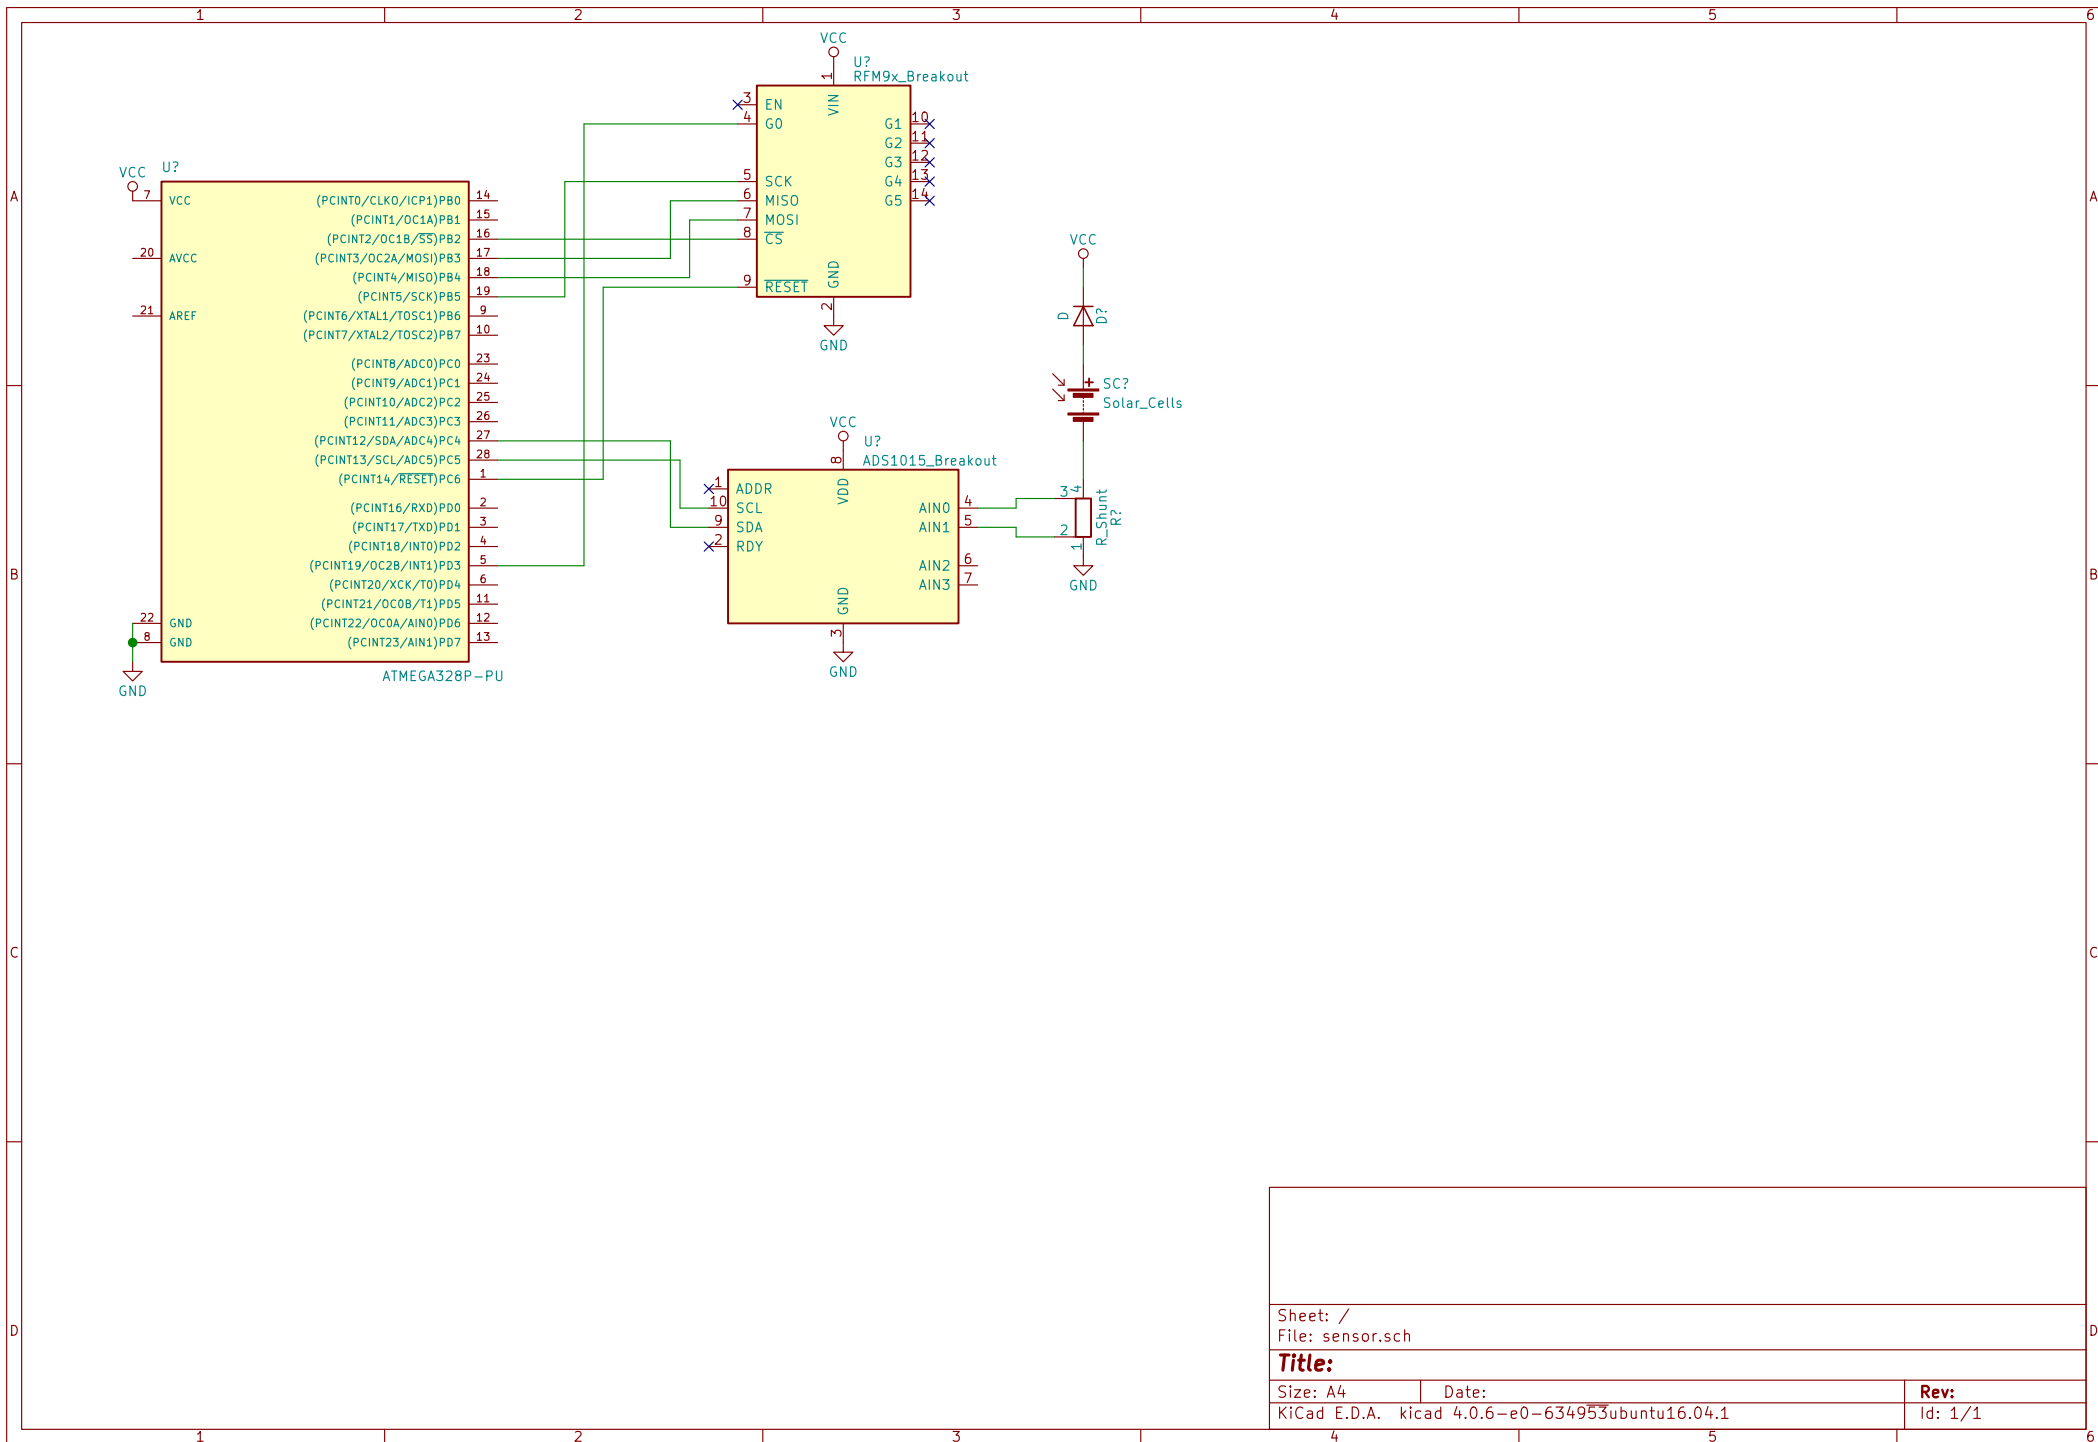 1 2 3 4 5 6
A A
B B
C C
D D
1 2 3 4 5 6
VCC
U?
RFM9x_Breakout
1
VIN
3 EN
4 G0
5 SCK
6 MISO
7 MOSI
8 CS
9 RESET
G1 10
G2 11
G3 12
G4 13
G5 14
GND
2
GND
VCC
U?
7 VCC
20 AVCC
21 AREF
22 GND
8 GND
GND
(PCINT0/CLKO/ICP1)PB0 14
(PCINT1/OC1A)PB1 15
(PCINT2/OC1B/SS)PB2 16
(PCINT3/OC2A/MOSI)PB3 17
(PCINT4/MISO)PB4 18
(PCINT5/SCK)PB5 19
(PCINT6/XTAL1/TOSC1)PB6 9
(PCINT7/XTAL2/TOSC2)PB7 10
(PCINT8/ADC0)PC0 23
(PCINT9/ADC1)PC1 24
(PCINT10/ADC2)PC2 25
(PCINT11/ADC3)PC3 26
(PCINT12/SDA/ADC4)PC4 27
(PCINT13/SCL/ADC5)PC5 28
(PCINT14/RESET)PC6 1
(PCINT16/RXD)PD0 2
(PCINT17/TXD)PD1 3
(PCINT18/INT0)PD2 4
(PCINT19/OC2B/INT1)PD3 5
(PCINT20/XCK/T0)PD4 6
(PCINT21/OC0B/T1)PD5 11
(PCINT22/OC0A/AIN0)PD6 12
(PCINT23/AIN1)PD7 13
ATMEGA328P-PU
VCC
U?
ADS1015_Breakout
8
VDD
1 ADDR
10 SCL
9 SDA
2 RDY
AIN0 4
AIN1 5
AIN2 6
AIN3 7
GND
3
GND
VCC
D
D?
+
SC?
Solar_Cells
4
3
2
1
R_Shunt
R?
GND
Sheet: /
File: sensor.sch
Title:
Size: A4 Date: Rev:
KiCad E.D.A. kicad 4.0.6-e0-634953ubuntu16.04.1 Id: 1/1